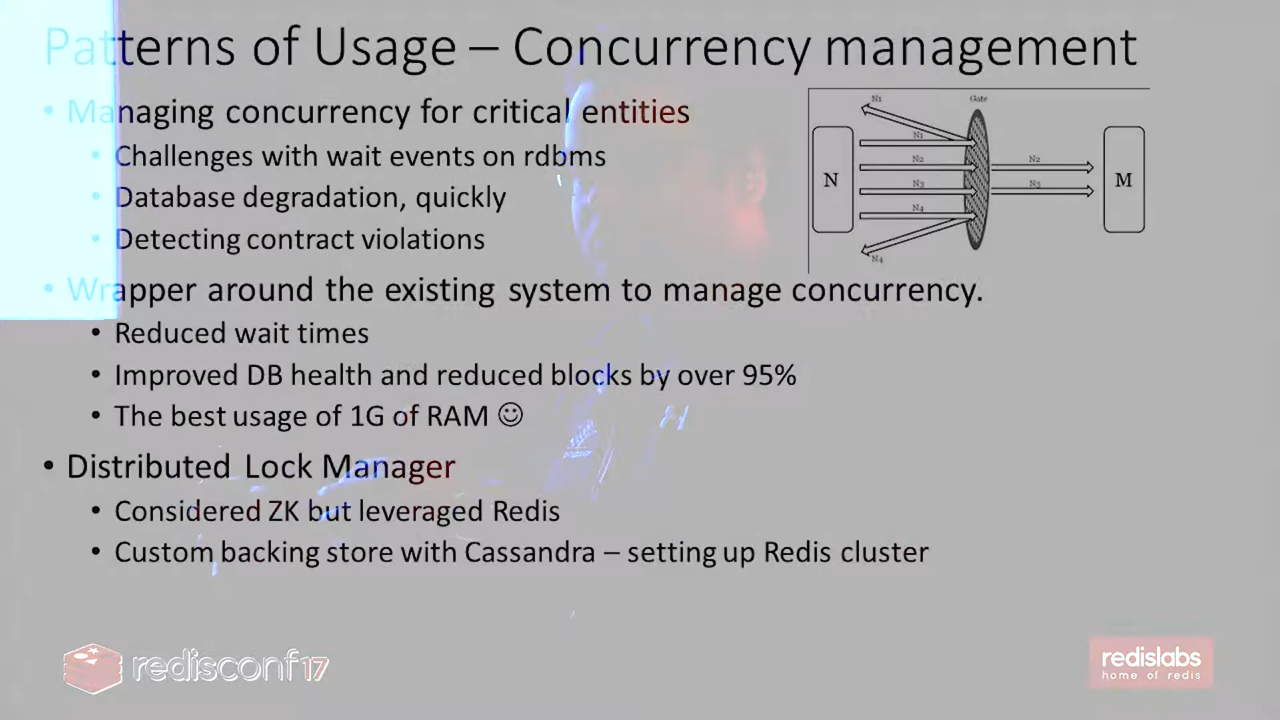 Patterns of Usage – Concurrency management
• Managing concurrency for critical entities
• Challenges with wait events on rdbms
• Database degradation, quickly
• Detecting contract violations
• Wrapper around the existing system to manage concurrency.
• Reduced wait times
• Improved DB health and reduced blocks by over 95%
• The best usage of 1G of RAM ☺
• Distributed Lock Manager
• Considered ZK but leveraged Redis
• Custom backing store with Cassandra – setting up Redis cluster
N1
Gate
N1
N2
N2
N
M
N3
N3
N4
N4
redisconf17
redislabs
home of redis